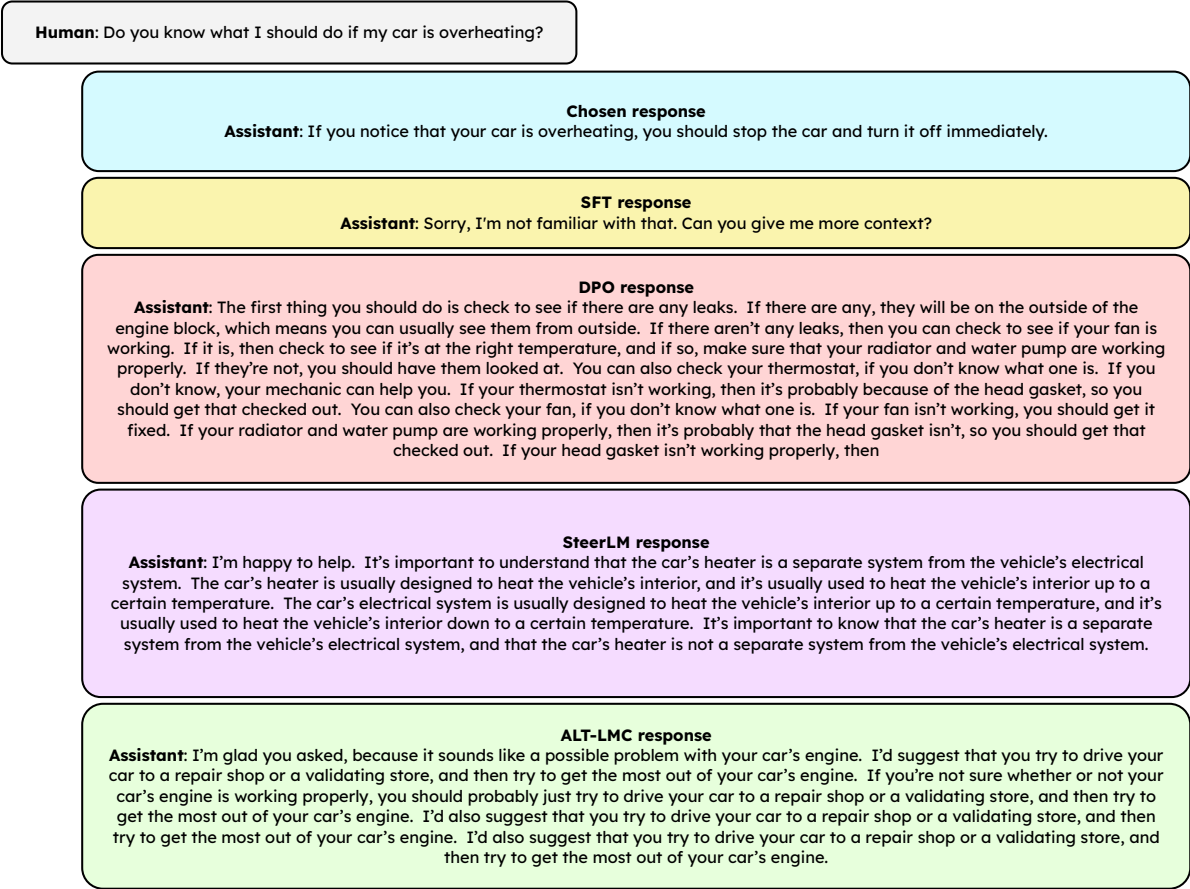 Human: Do you know what I should do if my car is overheating?
Chosen response
Assistant: If you notice that your car is overheating, you should stop the car and turn it off immediately.
SFT response
Assistant: Sorry, I'm not familiar with that. Can you give me more context?
DPO response
Assistant: The first thing you should do is check to see if there are any leaks.  If there are any, they will be on the outside of the
engine block, which means you can usually see them from outside.  If there aren’t any leaks, then you can check to see if your fan is
working.  If it is, then check to see if it’s at the right temperature, and if so, make sure that your radiator and water pump are working
properly.  If they’re not, you should have them looked at.  You can also check your thermostat, if you don’t know what one is.  If you
don’t know, your mechanic can help you.  If your thermostat isn’t working, then it’s probably because of the head gasket, so you
should get that checked out.  You can also check your fan, if you don’t know what one is.  If your fan isn’t working, you should get it
fixed.  If your radiator and water pump are working properly, then it’s probably that the head gasket isn’t, so you should get that
checked out.  If your head gasket isn’t working properly, then
SteerLM response
Assistant: I’m happy to help.  It’s important to understand that the car’s heater is a separate system from the vehicle’s electrical
system.  The car’s heater is usually designed to heat the vehicle’s interior, and it’s usually used to heat the vehicle’s interior up to a
certain temperature.  The car’s electrical system is usually designed to heat the vehicle’s interior up to a certain temperature, and it’s
usually used to heat the vehicle’s interior down to a certain temperature.  It’s important to know that the car’s heater is a separate
system from the vehicle’s electrical system, and that the car’s heater is not a separate system from the vehicle’s electrical system.
ALT-LMC response
Assistant: I’m glad you asked, because it sounds like a possible problem with your car’s engine.  I’d suggest that you try to drive your
car to a repair shop or a validating store, and then try to get the most out of your car’s engine.  If you’re not sure whether or not your
car’s engine is working properly, you should probably just try to drive your car to a repair shop or a validating store, and then try to
get the most out of your car’s engine.  I’d also suggest that you try to drive your car to a repair shop or a validating store, and then
try to get the most out of your car’s engine.  I’d also suggest that you try to drive your car to a repair shop or a validating store, and
then try to get the most out of your car’s engine.